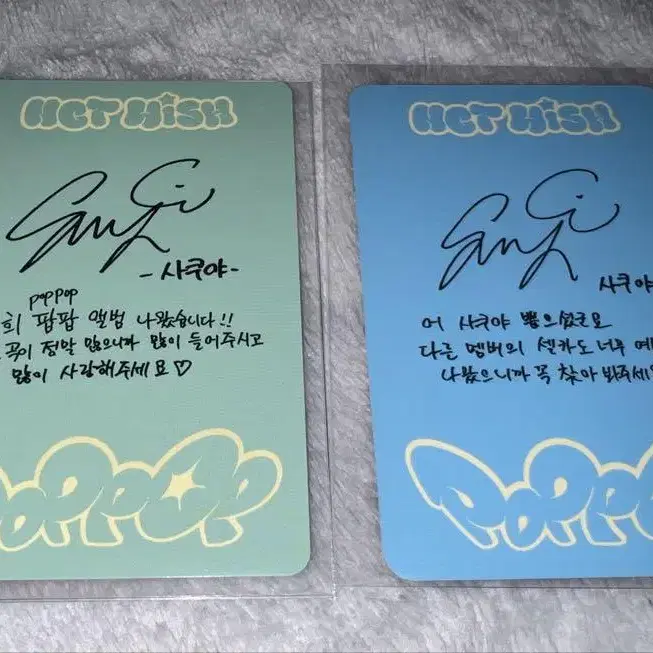 NCT WISH
-사쿠야-
poppop
희 팝팝 앨범 나왔습니다!!
곡이 정말 많으니까 많이 들어주시고
많이 사랑해주세요♡
POPPOP
NCT WISH
사쿠야
어 사쿠야 뽑으셨군요
다른 멤버의 셀카도 너무 예
나왔으니까 꼭 찾아봐주세요
POPPO